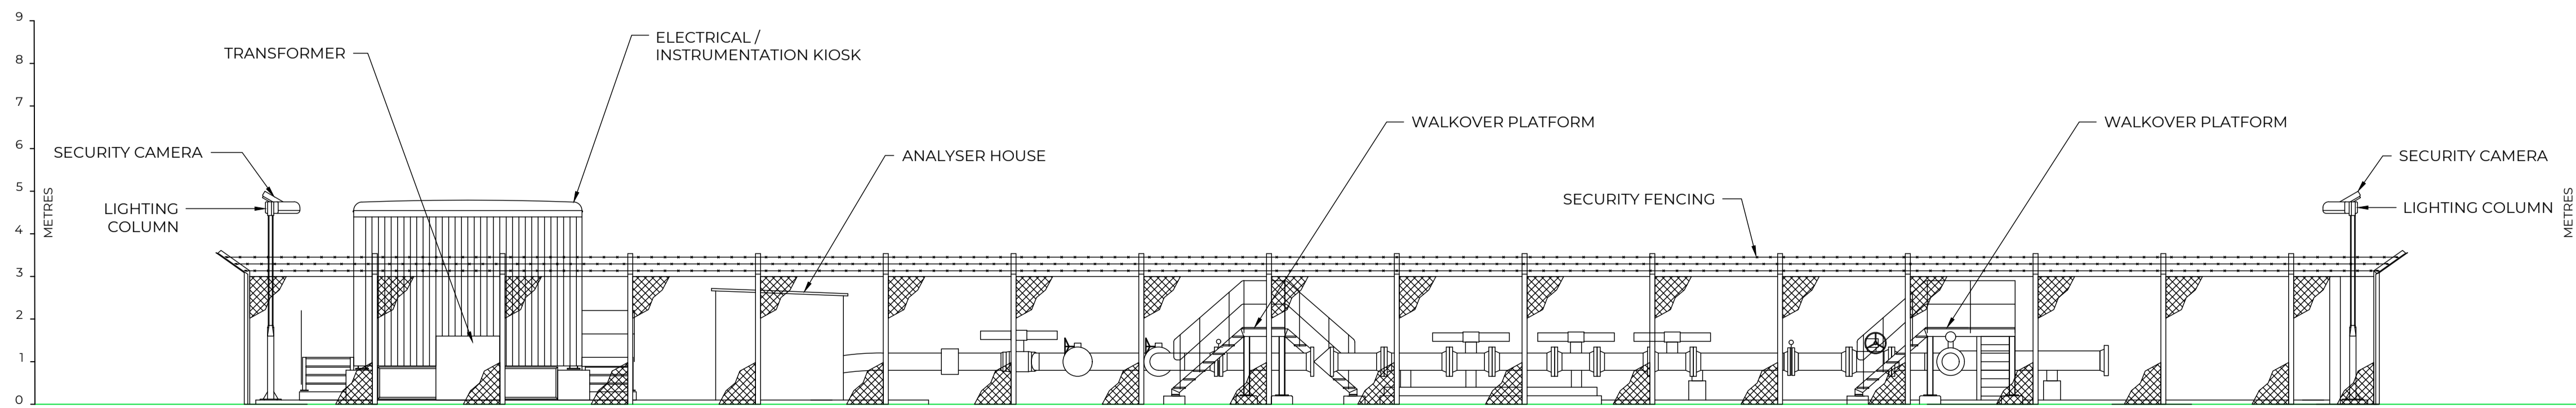 9
8
7
6
5
4
3
2
1
0
METRES
TRANSFORMER
ELECTRICAL /
INSTRUMENTATION KIOSK
SECURITY CAMERA
LIGHTING
COLUMN
ANALYSER HOUSE
WALKOVER PLATFORM
SECURITY FENCING
WALKOVER PLATFORM
SECURITY CAMERA
LIGHTING COLUMN
METRES